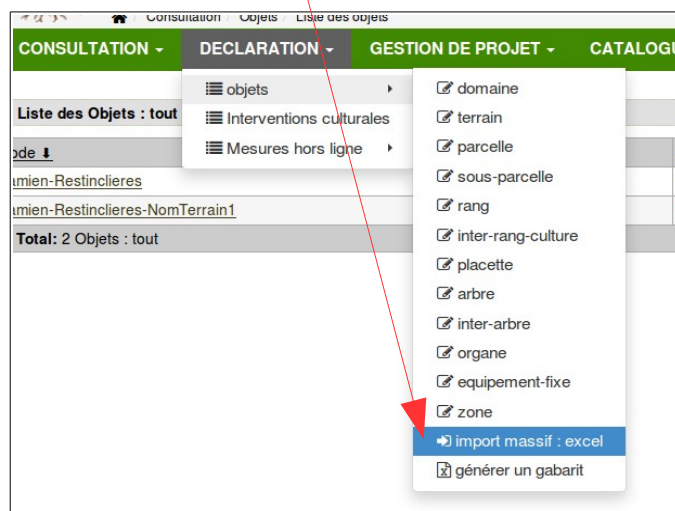 Consultation / Objets / Liste des objets
CONSULTATION DECLARATION GESTION DE PROJET CATALOGU
Liste des Objets : tout
ode
amien-Restinclieres
amien-Restinclieres-NomTerrain1
Total: 2 Objets : tout
objets
Interventions culturales
Mesures hors ligne
domaine
terrain
parcelle
sous-parcelle
rang
inter-rang-culture
placette
arbre
inter-arbre
organe
equipement-fixe
zone
import massif : excel
générer un gabarit